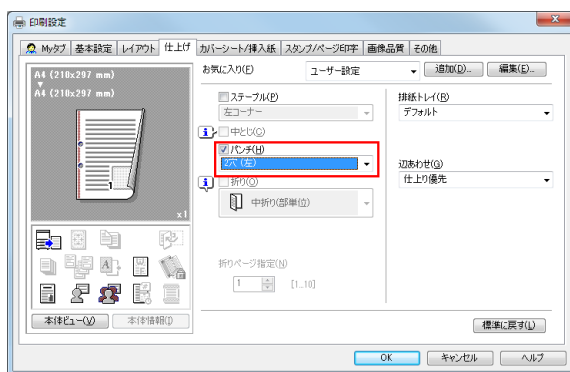 印刷設定
Myタブ 基本設定 レイアウト 仕上げ カバーシート/挿入紙 スタンプ/ページ印字 画像品質 その他
A4 (210x297 mm)
A4 (210x297 mm)
1
x1
本体ビュー(V) 本体情報(I)
お気に入り(F) ユーザー設定 追加(D)... 編集(E)...
ステープル(P)
左コーナー
中とじ(C)
パンチ(H)
2穴 (左)
折り(O)
中折り(部単位)
折りページ指定(N)
1 [1..10]
排紙トレイ(R)
デフォルト
辺あわせ(G)
仕上り優先
標準に戻す(L)
OK キャンセル ヘルプ